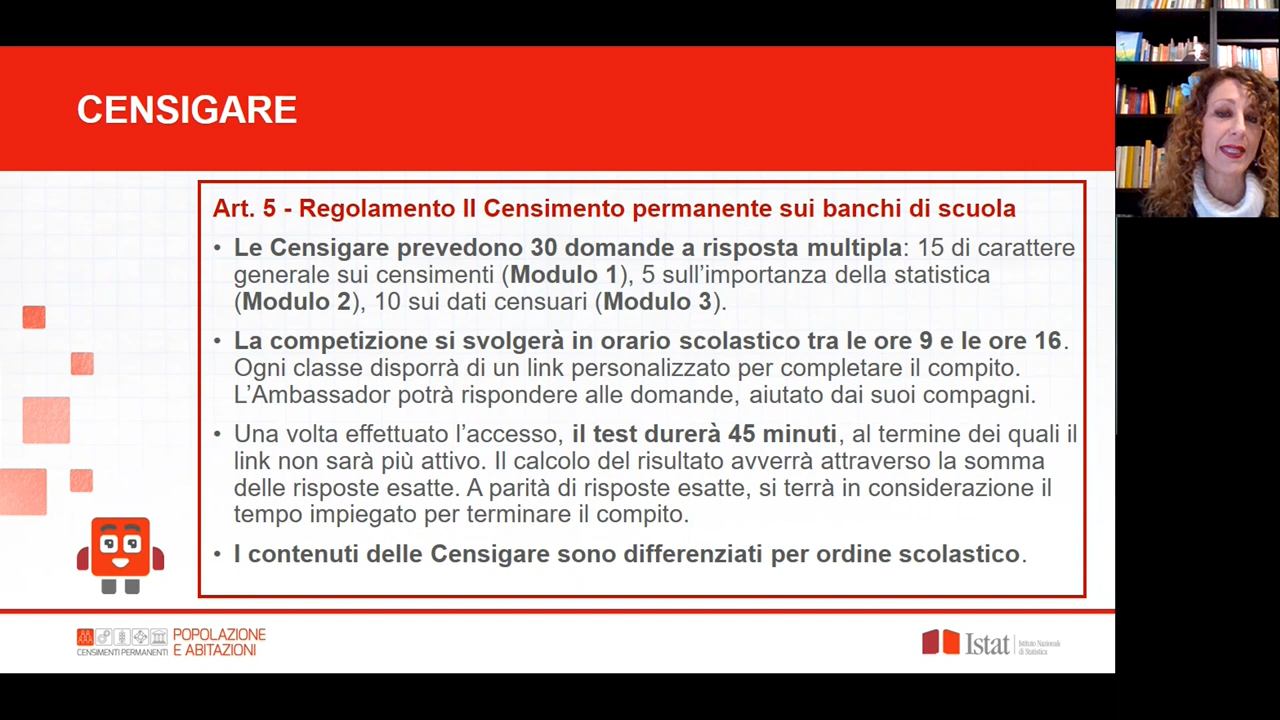 CENSIGARE
Art. 5 - Regolamento II Censimento permanente sui banchi di scuola
• Le Censigare prevedono 30 domande a risposta multipla: 15 di carattere
generale sui censimenti (Modulo 1), 5 sull'importanza della statistica
(Modulo 2), 10 sui dati censuari (Modulo 3).
• La competizione si svolgerà in orario scolastico tra le ore 9 e le ore 16.
Ogni classe disporrà di un link personalizzato per completare il compito.
L'Ambassador potrà rispondere alle domande, aiutato dai suoi compagni.
• Una volta effettuato l'accesso, il test durerà 45 minuti, al termine dei quali il
link non sarà più attivo. Il calcolo del risultato avverrà attraverso la somma
delle risposte esatte. A parità di risposte esatte, si terrà in considerazione il
tempo impiegato per terminare il compito.
• I contenuti delle Censigare sono differenziati per ordine scolastico.
CENSIMENTI PERMANENTI
POPOLAZIONE
E ABITAZIONI
Istat
Istituto Nazionale
di Statistica